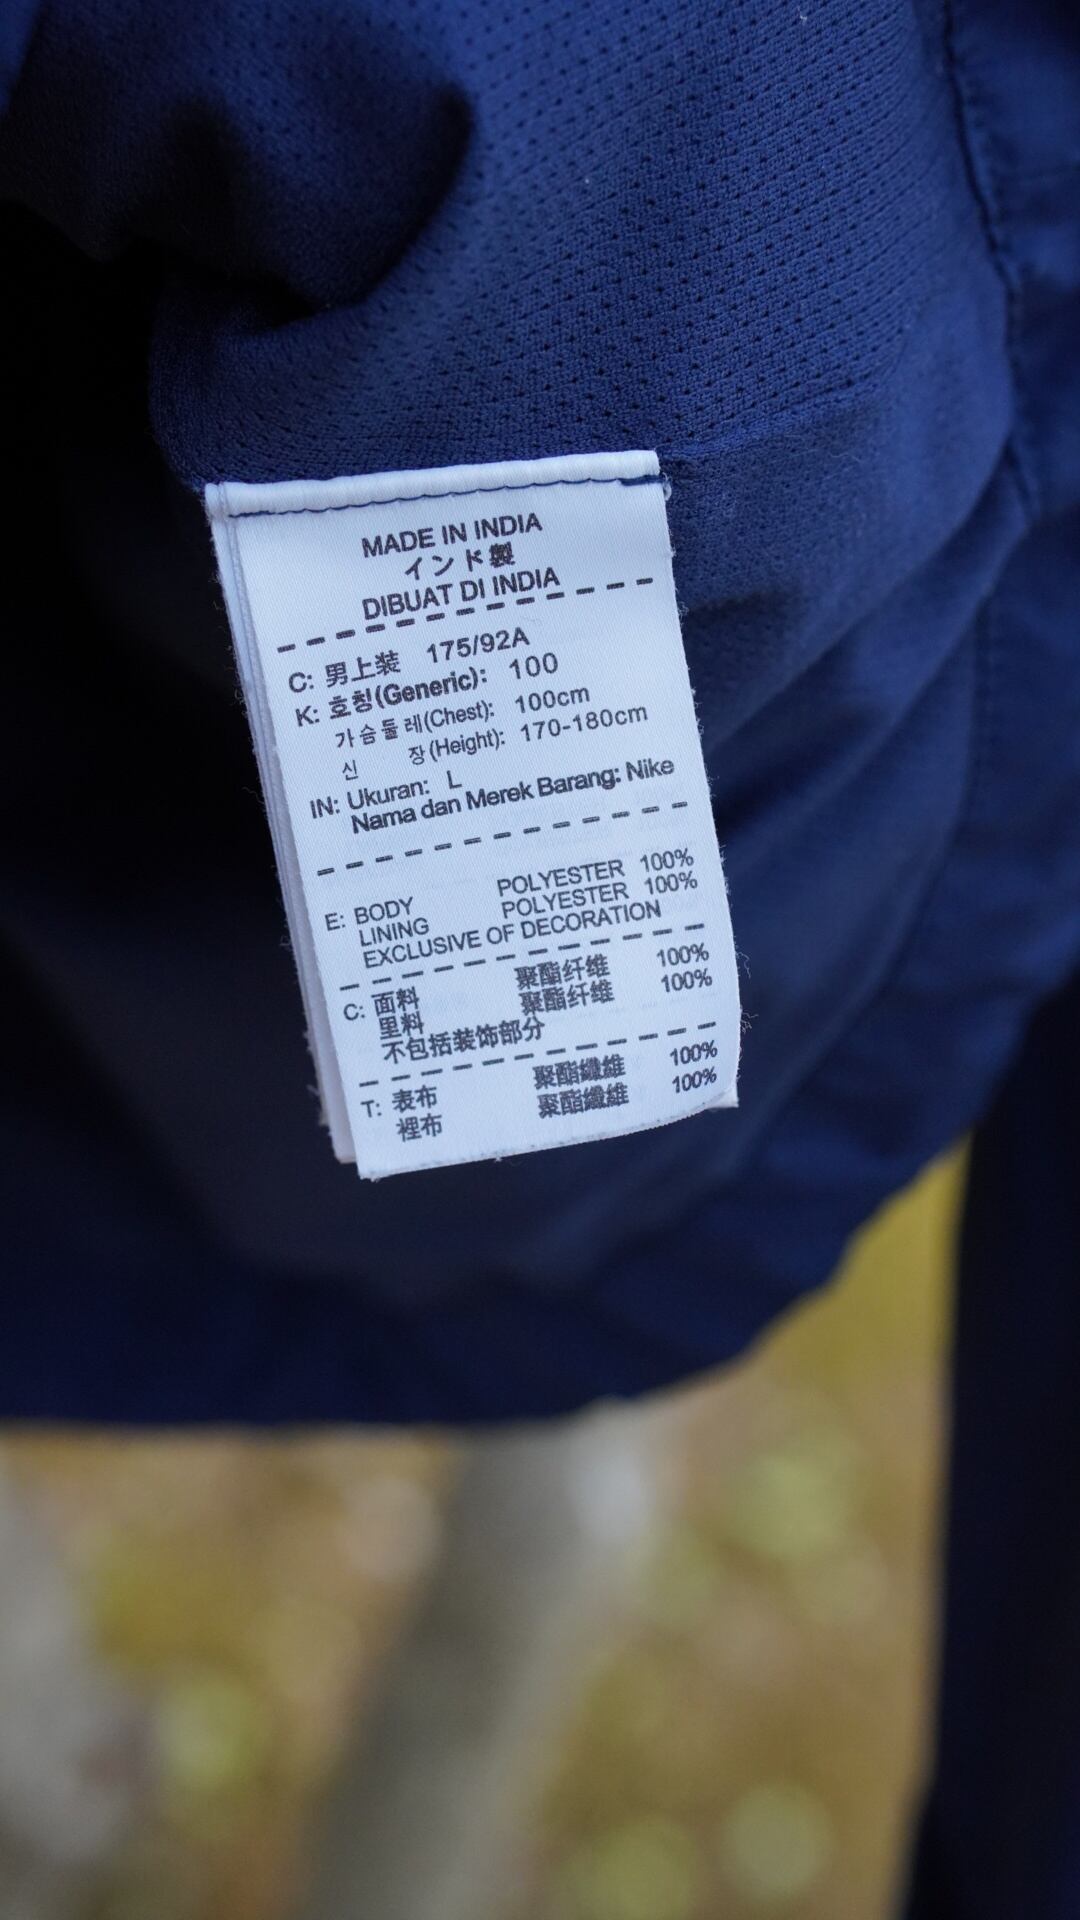 MADE IN INDIA
インド製
DIBUAT DI INDIA
C: 男上装 175/92A
K: 호칭(Generic): 100
가슴둘레(Chest): 100cm
신 장(Height): 170-180cm
IN: Ukuran: L
Nama dan Merek Barang: Nike
E: BODY POLYESTER 100%
LINING POLYESTER 100%
EXCLUSIVE OF DECORATION
C: 面料 聚酯纤维 100%
里料 聚酯纤维 100%
不包括装饰部分
T: 表布 聚酯纖維 100%
裡布 聚酯纖維 100%